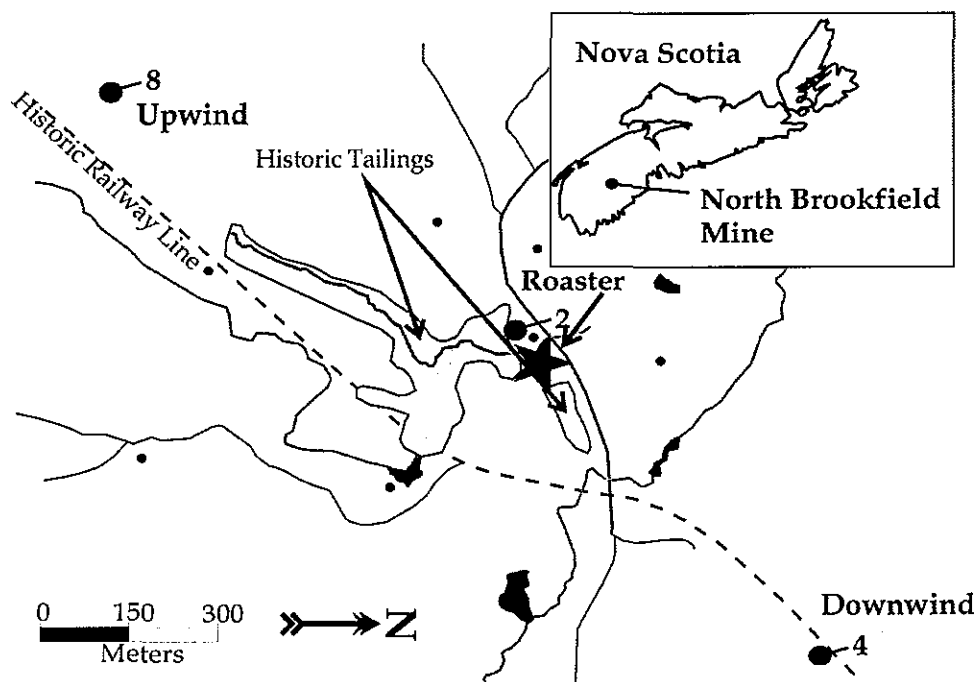 Nova Scotia
North Brookfield
Mine
8
Upwind
Historic Railway Line
Historic Tailings
Roaster
2
Downwind
4
0 150 300
Meters
N